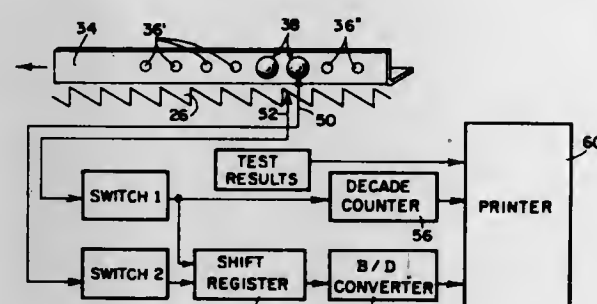 34
36'
38
36"
26
52
50
60
TEST
RESULTS
SWITCH 1
DECADE
COUNTER
56
PRINTER
SWITCH 2
SHIFT
REGISTER
B/D
CONVERTER